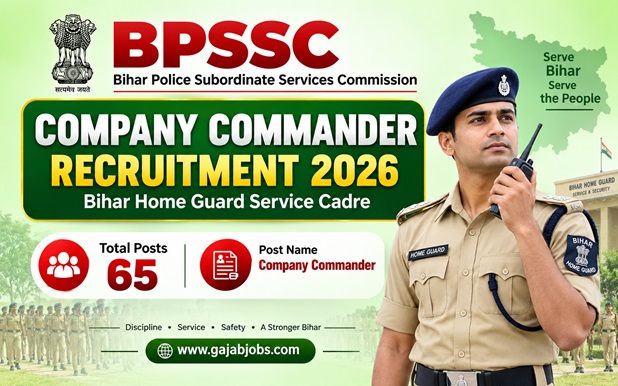 BPSSC
Bihar Police Subordinate Services Commission
सत्यमेव जयते
COMPANY COMMANDER
RECRUITMENT 2026
Bihar Home Guard Service Cadre
Total Posts
65
Post Name
Company Commander
Discipline • Service • Safety • A Stronger Bihar
www.gajabjobs.com
Serve
Bihar
Serve
the People
BIHAR HOME GUARD
SERVICE & SECURITY
HOME GUARD
BIHAR
HOME GUARD